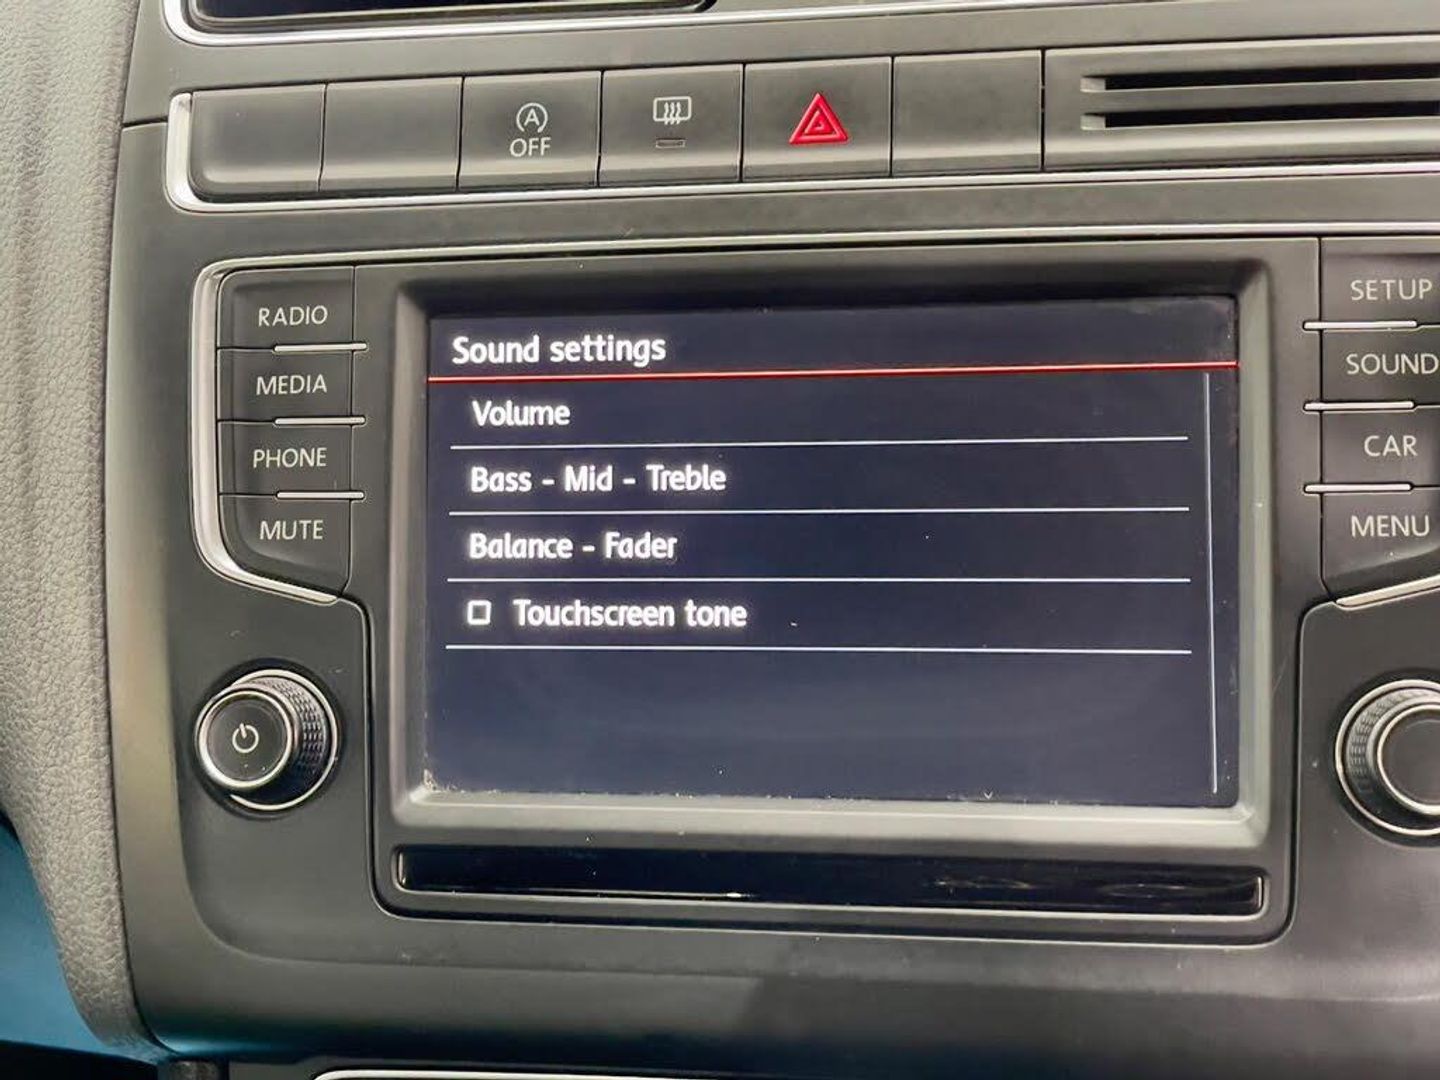 A
OFF
RADIO
MEDIA
PHONE
MUTE
Sound settings
Volume
Bass - Mid - Treble
Balance - Fader
Touchscreen tone
SETUP
SOUND
CAR
MENU